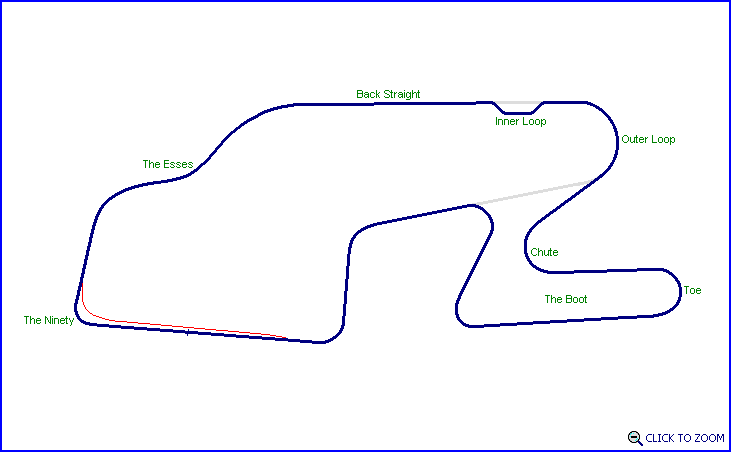 Back Straight
Inner Loop
Outer Loop
The Esses
Chute
Toe
The Boot
The Ninety
CLICK TO ZOOM